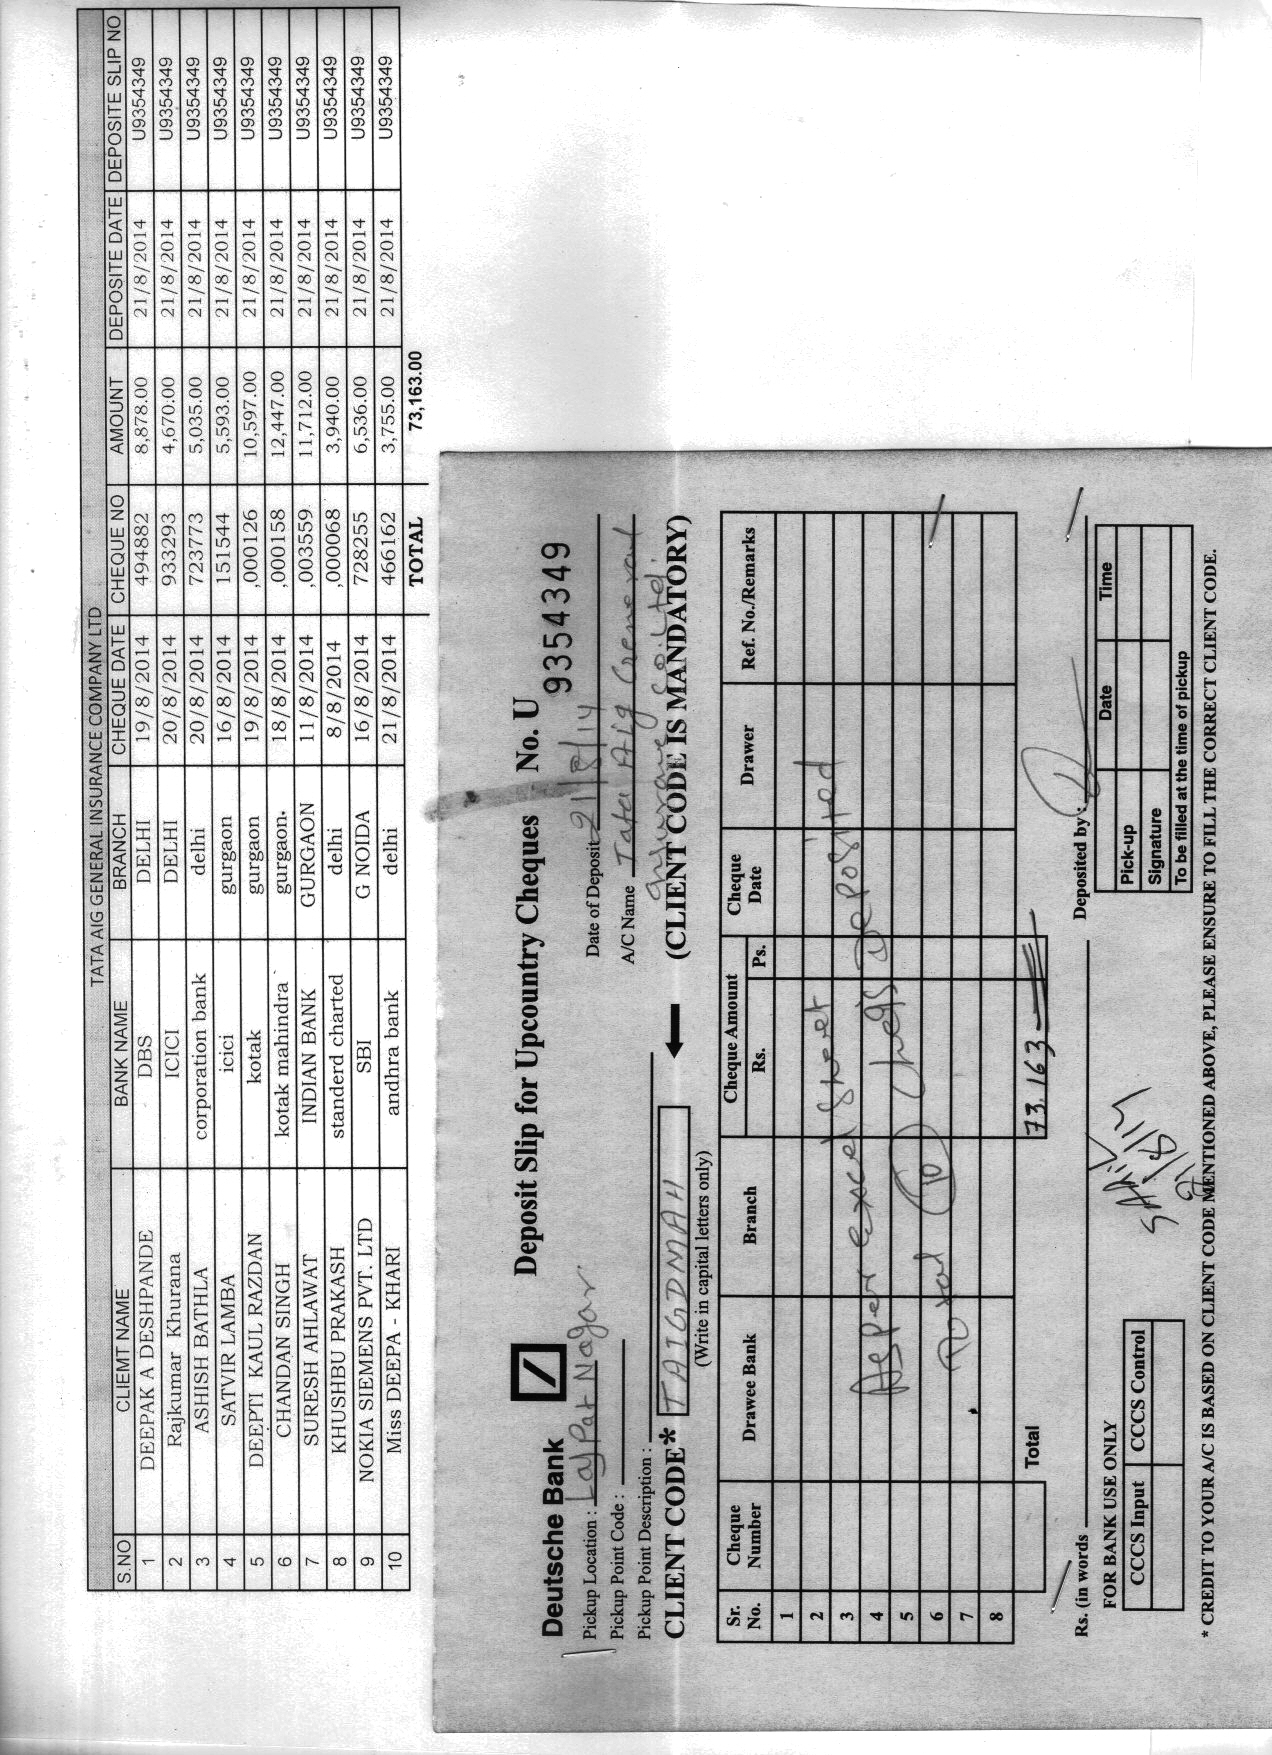 TATA AIG GENERAL INSURANCE COMPANY LTD
S.NO CLIEMT NAME BANK NAME BRANCH CHEQUE DATE CHEQUE NO AMOUNT DEPOSITE DATE DEPOSITE SLIP NO
1 DEEPAK A DESHPANDE DBS DELHI 19/8/2014 494882 8,878.00 21/8/2014 U9354349
2 Rajkumar Khurana ICICI DELHI 20/8/2014 933293 4,670.00 21/8/2014 U9354349
3 ASHISH BATHLA corporation bank delhi 20/8/2014 723773 5,035.00 21/8/2014 U9354349
4 SATVIR LAMBA icici gurgaon 16/8/2014 151544 5,593.00 21/8/2014 U9354349
5 DEEPTI KAUL RAZDAN kotak gurgaon 19/8/2014 ,000126 10,597.00 21/8/2014 U9354349
6 CHANDAN SINGH kotak mahindra gurgaon. 18/8/2014 ,000158 12,447.00 21/8/2014 U9354349
7 SURESH AHLAWAT INDIAN BANK GURGAON 11/8/2014 ,003559 11,712.00 21/8/2014 U9354349
8 KHUSHBU PRAKASH standerd charted delhi 8/8/2014 ,000068 3,940.00 21/8/2014 U9354349
9 NOKIA SIEMENS PVT. LTD SBI G NOIDA 16/8/2014 728255 6,536.00 21/8/2014 U9354349
10 Miss DEEPA - KHARI andhra bank delhi 21/8/2014 466162 3,755.00 21/8/2014 U9354349
TOTAL 73,163.00
Deutsche Bank Deposit Slip for Upcountry Cheques No. U 9354349
Pickup Location : Lajpat Nagar. Date of Deposit 21/8/14
Pickup Point Code : A/C Name Tata AIG General
Insurance Co. Ltd.
Pickup Point Description :
CLIENT CODE* TAIGDMAH (CLIENT CODE IS MANDATORY)
(Write in capital letters only)
Sr. No. Cheque Number Drawee Bank Branch Cheque Amount Rs. Ps. Cheque Date Drawer Ref. No./Remarks
1
2
3
4
5
6
7
8
As per excel sheet
Total 10 Chq's Deposited
Total 73,163
Rs. (in words Deposited by :
FOR BANK USE ONLY
CCCS Input CCCS Control
Pick-up Date Time
Signature
To be filled at the time of pickup
* CREDIT TO YOUR A/C IS BASED ON CLIENT CODE MENTIONED ABOVE, PLEASE ENSURE TO FILL THE CORRECT CLIENT CODE.